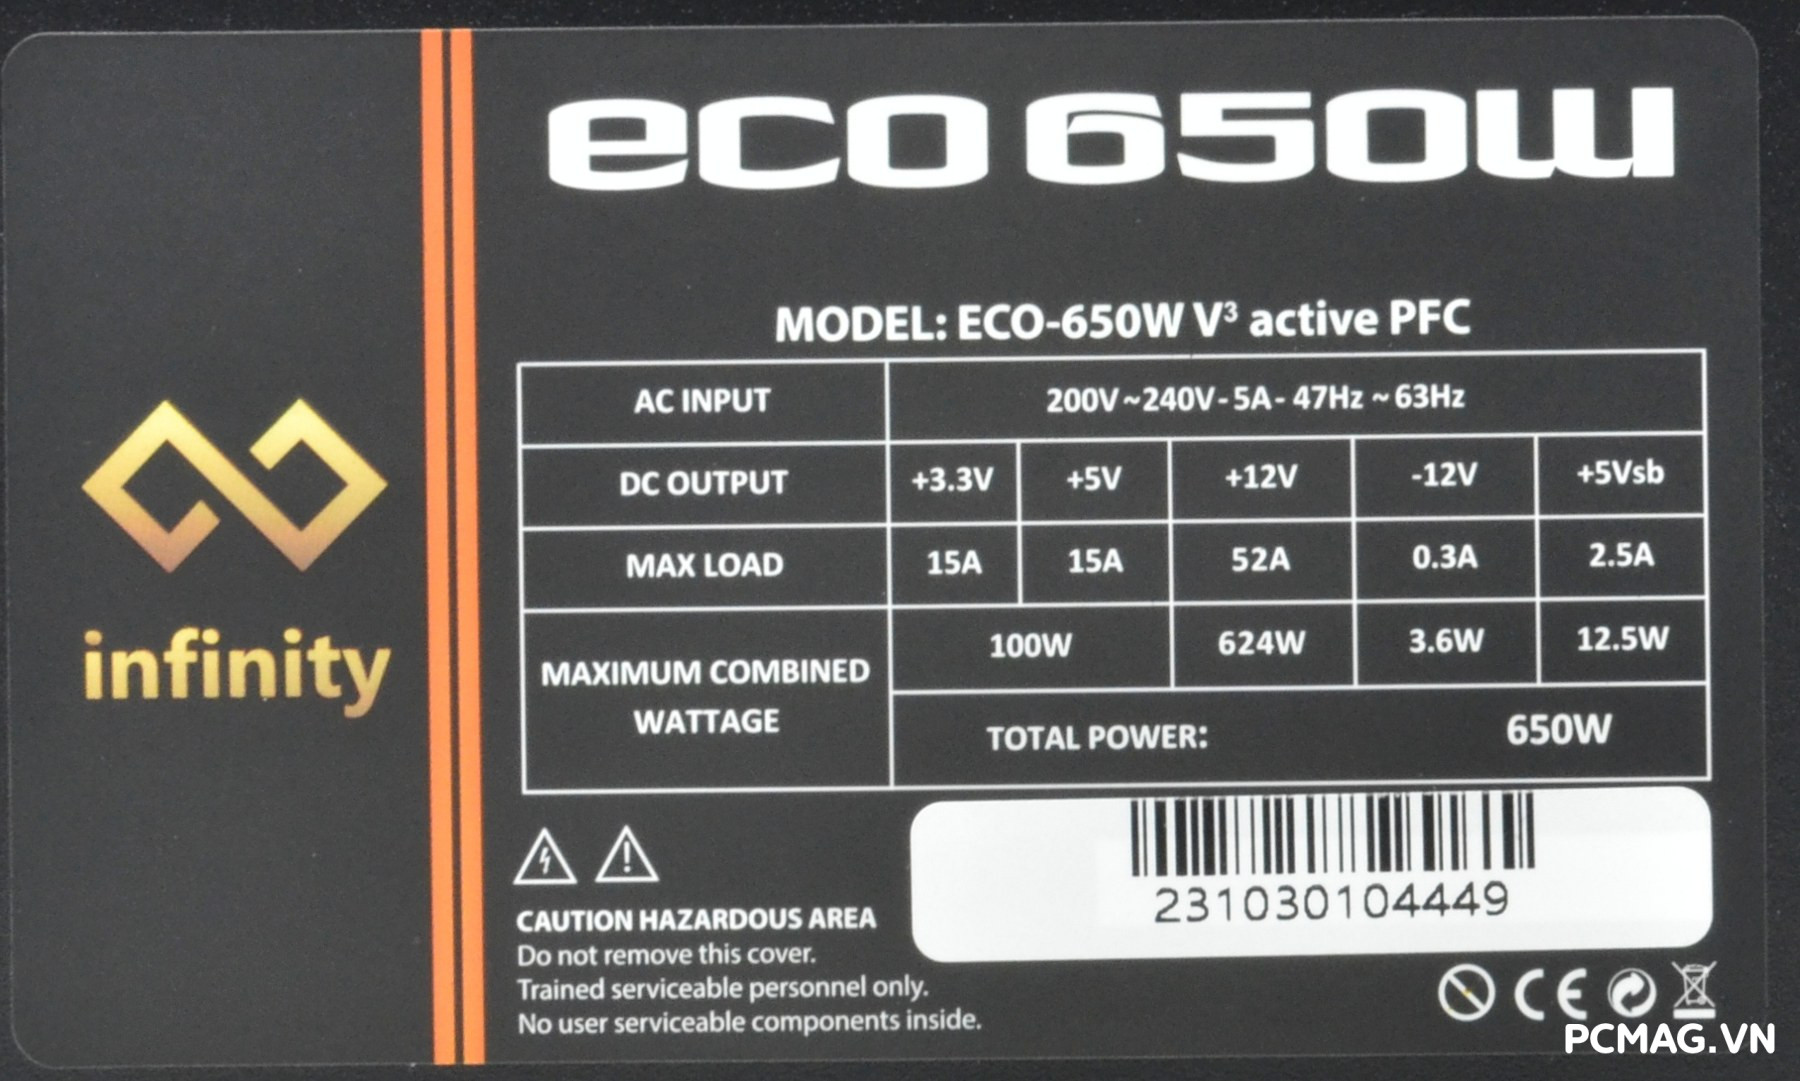 eco 650w
MODEL: ECO-650W V³ active PFC
AC INPUT 200V~240V-5A- 47Hz ~ 63Hz
DC OUTPUT +3.3V +5V +12V -12V +5Vsb
MAX LOAD 15A 15A 52A 0.3A 2.5A
MAXIMUM COMBINED WATTAGE 100W 624W 3.6W 12.5W
TOTAL POWER: 650W
infinity
CAUTION HAZARDOUS AREA
Do not remove this cover.
Trained serviceable personnel only.
No user serviceable components inside.
231030104449
CE
PCMAG.VN